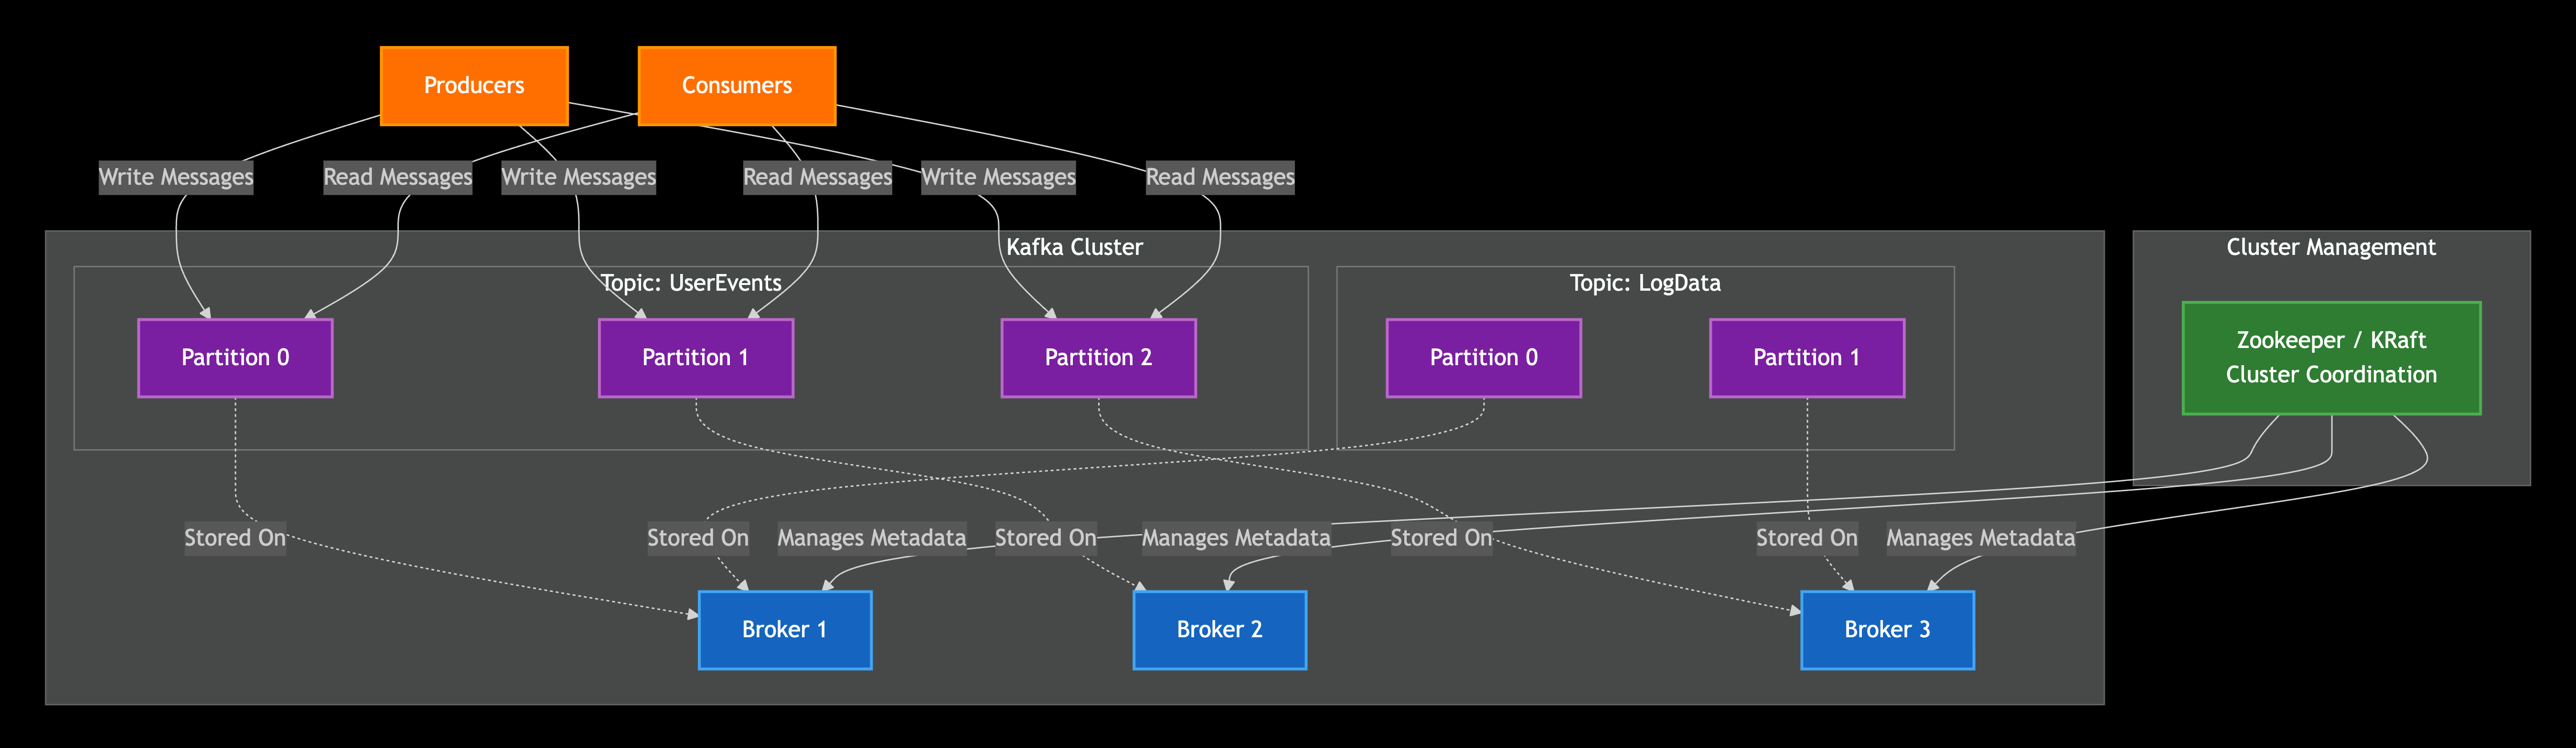 Producers
Consumers
Write Messages
Read Messages
Write Messages
Read Messages
Write Messages
Read Messages
Kafka Cluster
Cluster Management
Topic: UserEvents
Topic: LogData
Partition 0
Partition 1
Partition 2
Partition 0
Partition 1
Zookeeper / KRaft
Cluster Coordination
Stored On
Stored On
Manages Metadata
Stored On
Manages Metadata
Stored On
Stored On
Manages Metadata
Broker 1
Broker 2
Broker 3